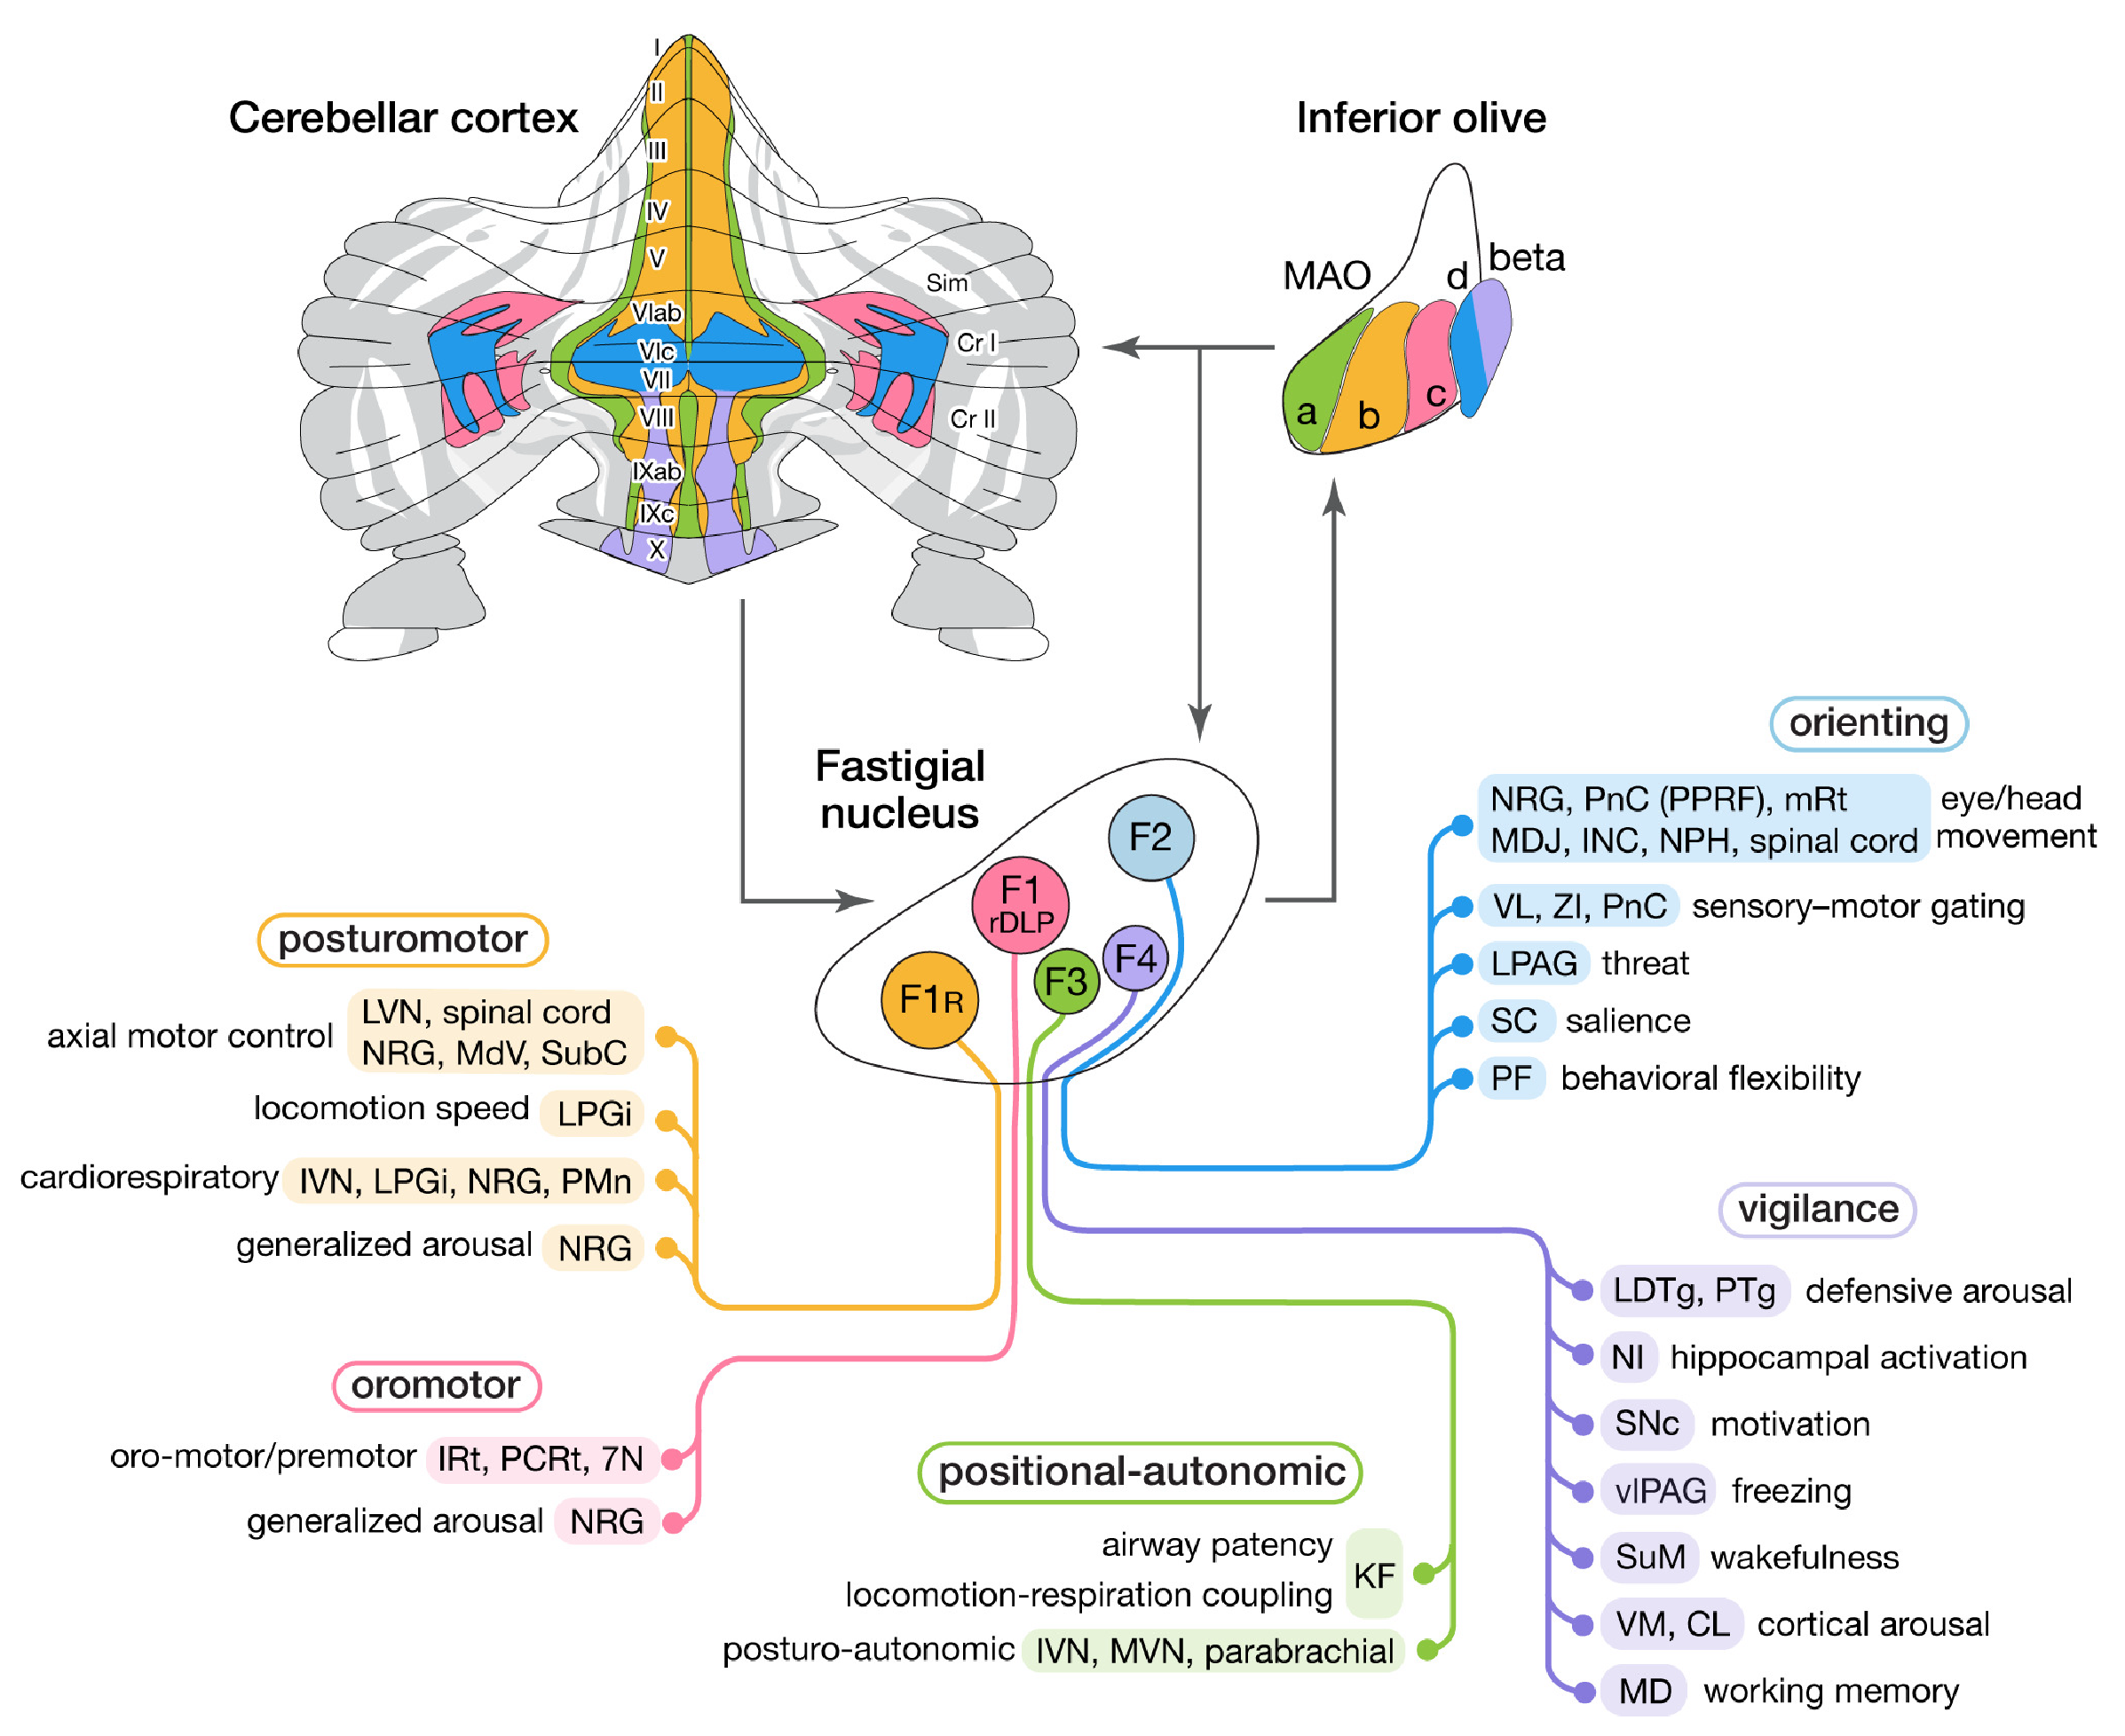 Cerebellar cortex
I
II
III
IV
V
VIab
VIc
VII
VIII
IXab
IXc
X
Sim
Cr I
Cr II
Inferior olive
MAO
d
beta
a
b
c
Fastigial
nucleus
F2
F1
rDLP
F4
F3
F1R
posturomotor
axial motor control
LVN, spinal cord
NRG, MdV, SubC
locomotion speed LPGi
cardiorespiratory IVN, LPGi, NRG, PMn
generalized arousal NRG
oromotor
oro-motor/premotor IRt, PCRt, 7N
generalized arousal NRG
positional-autonomic
airway patency
locomotion-respiration coupling
KF
posturo-autonomic IVN, MVN, parabrachial
orienting
NRG, PnC (PPRF), mRt
MDJ, INC, NPH, spinal cord
eye/head
movement
VL, ZI, PnC sensory–motor gating
LPAG threat
SC salience
PF behavioral flexibility
vigilance
LDTg, PTg defensive arousal
NI hippocampal activation
SNc motivation
vlPAG freezing
SuM wakefulness
VM, CL cortical arousal
MD working memory